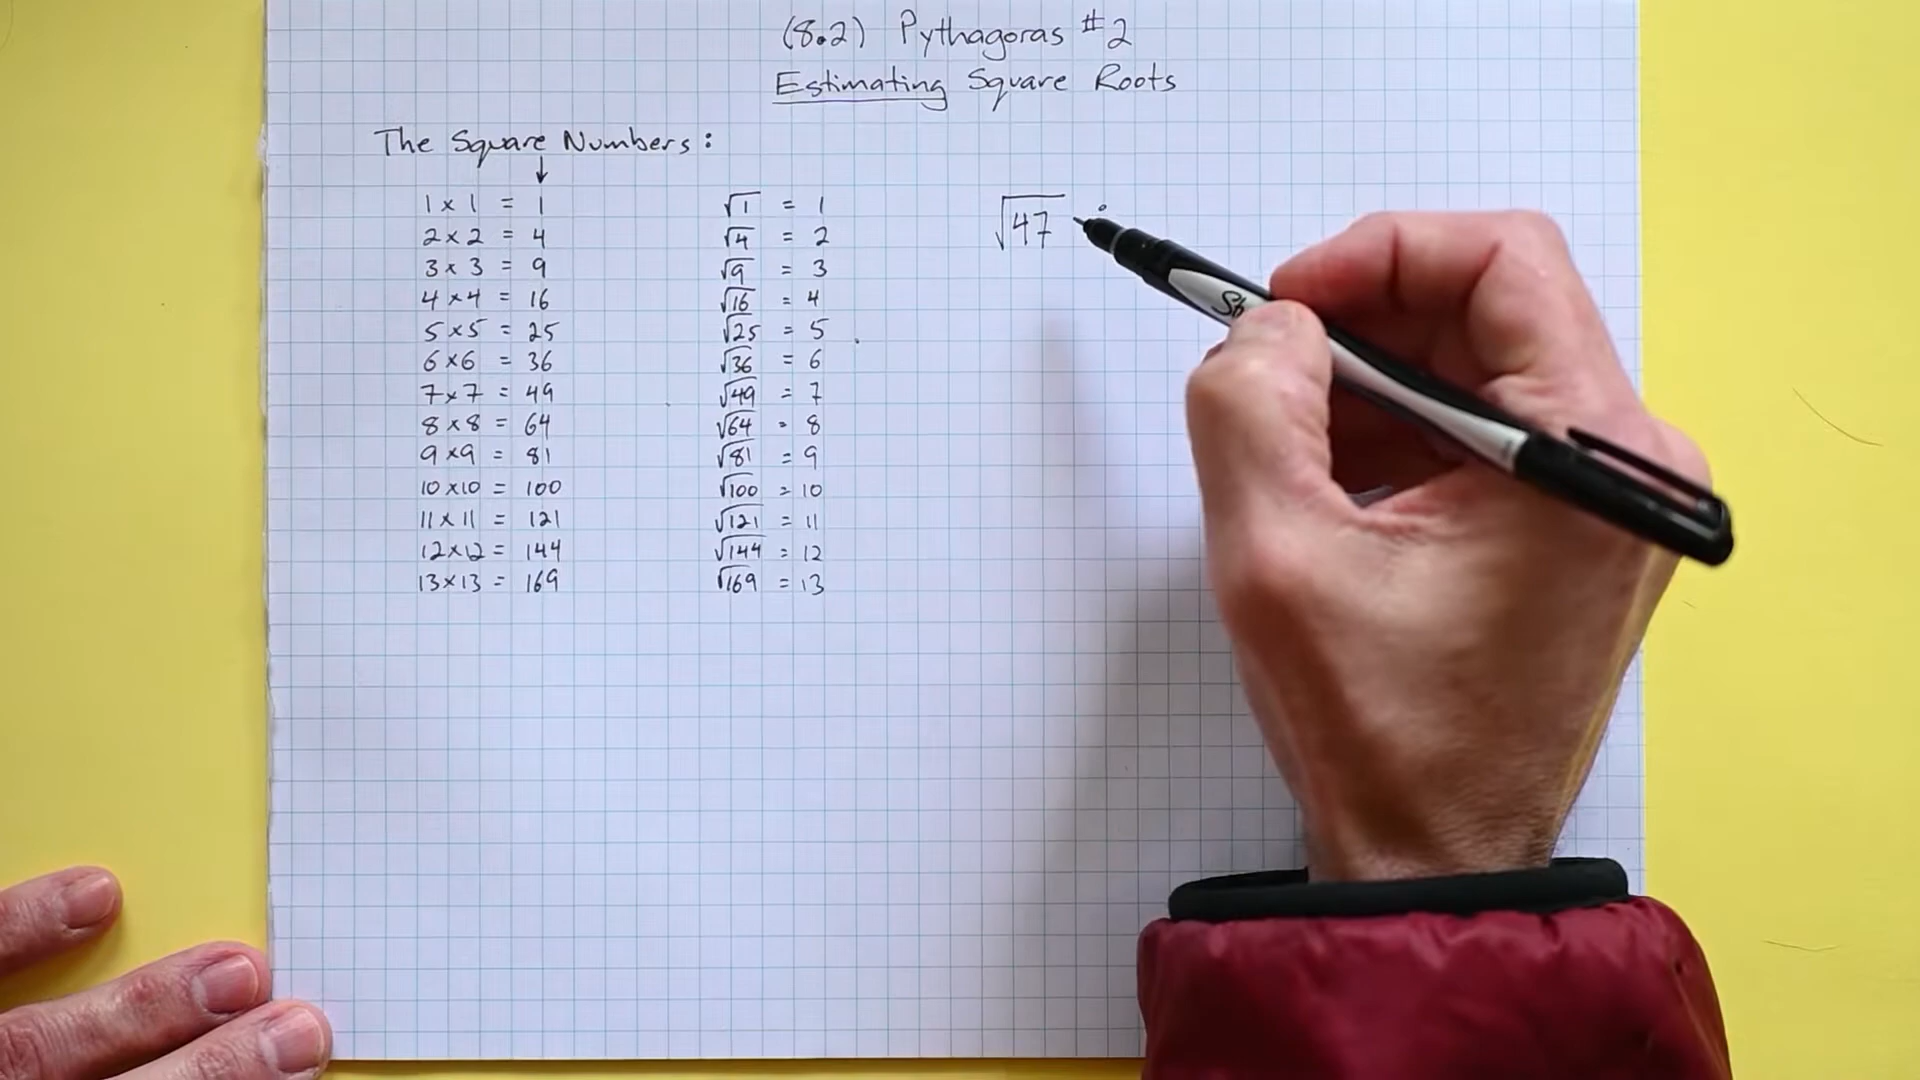 (8.2) Pythagoras #2
Estimating Square Roots
The Square Numbers:
1 x 1 = 1
2 x 2 = 4
3 x 3 = 9
4 x 4 = 16
5 x 5 = 25
6 x 6 = 36
7 x 7 = 49
8 x 8 = 64
9 x 9 = 81
10 x 10 = 100
11 x 11 = 121
12 x 12 = 144
13 x 13 = 169
√1 = 1
√4 = 2
√9 = 3
√16 = 4
√25 = 5
√36 = 6
√49 = 7
√64 = 8
√81 = 9
√100 = 10
√121 = 11
√144 = 12
√169 = 13
√47